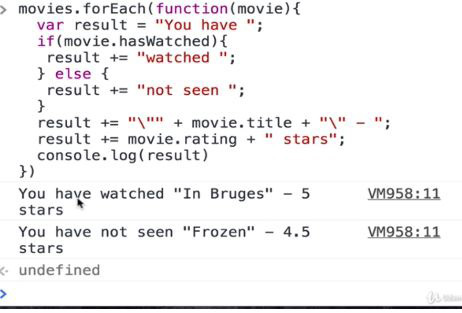 > movies.forEach(function(movie){
var result = "You have ";
if(movie.hasWatched){
result += "watched ";
} else {
result += "not seen ";
}
result += "\"" + movie.title + "\" - ";
result += movie.rating + " stars";
console.log(result)
})
You have watched "In Bruges" - 5 VM958:11
stars
You have not seen "Frozen" - 4.5 VM958:11
stars
< undefined
>